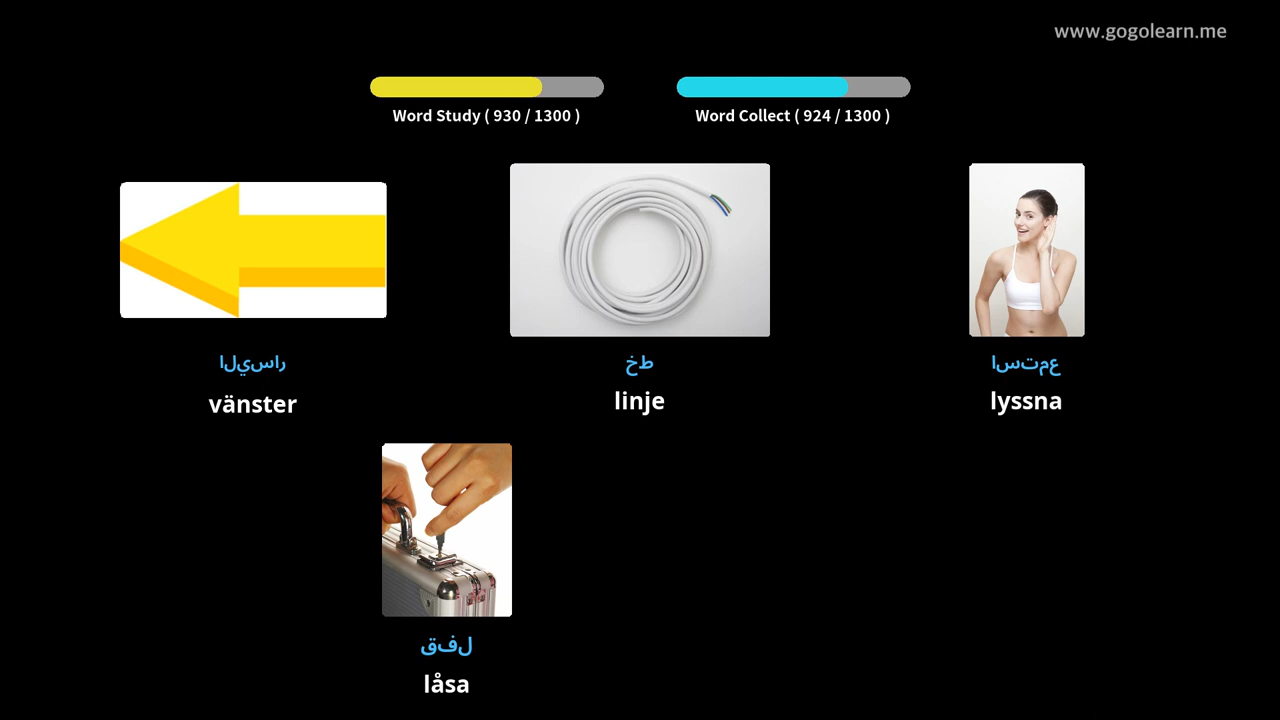 www.gogolearn.me
Word Study ( 930 / 1300 )
Word Collect ( 924 / 1300 )
اليسار
vänster
خط
linje
استمع
lyssna
قفل
låsa